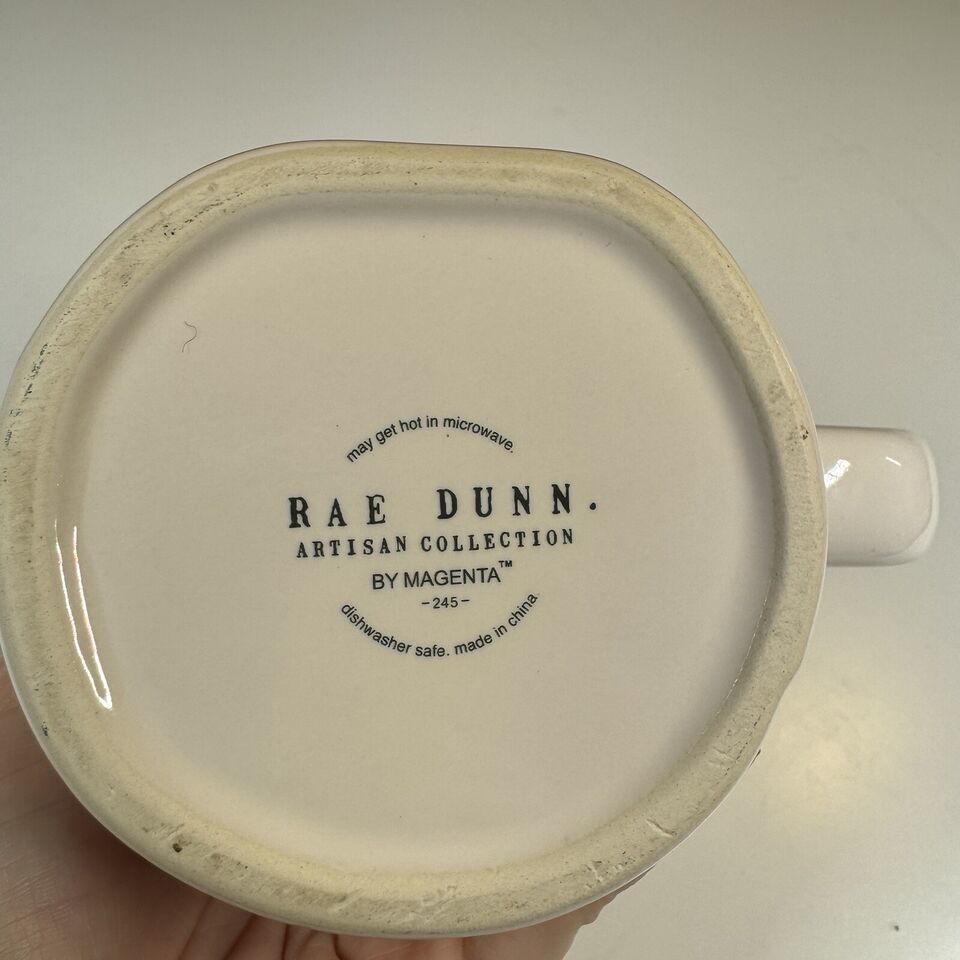 may get hot in microwave.
RAE DUNN.
ARTISAN COLLECTION
BY MAGENTA™
-245-
dishwasher safe. made in china